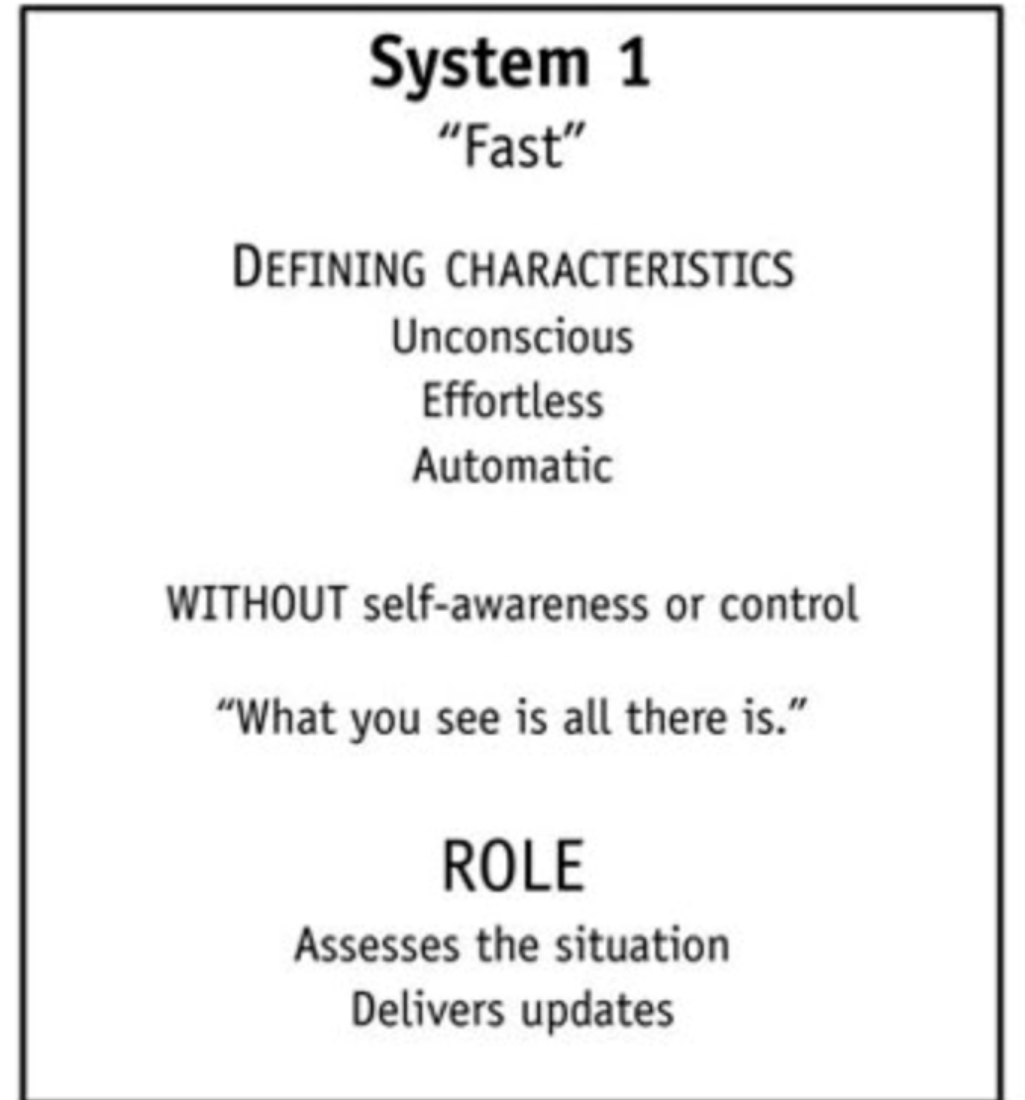 System 1
“Fast”
DEFINING CHARACTERISTICS
Unconscious
Effortless
Automatic
WITHOUT self-awareness or control
“What you see is all there is.”
ROLE
Assesses the situation
Delivers updates